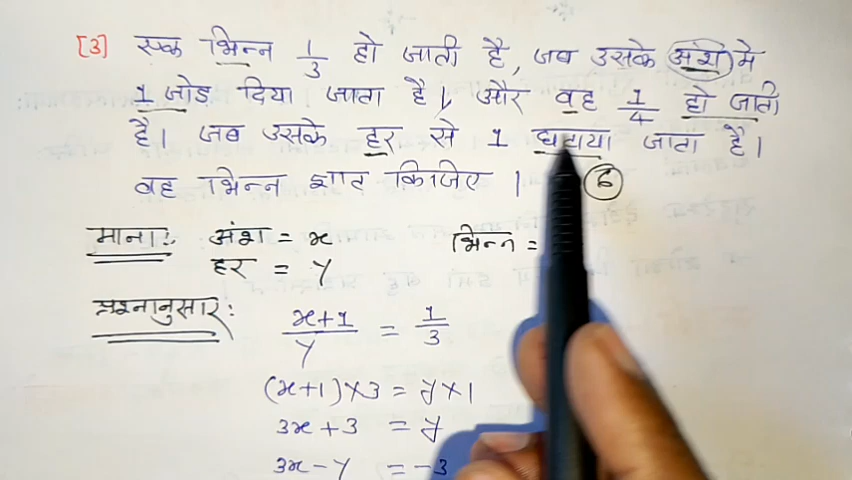 [3] एक भिन्न 1/3 हो जाती है, जब उसके अंश में
1 जोड़ दिया जाता है। और वह 1/4 हो जाती
है। जब उसके हर से 1 घटाया जाता है।
वह भिन्न ज्ञात किजिए । (6)
माना: अंश = x भिन्न =
हर = y
प्रश्नानुसार: x+1/y = 1/3
(x+1)×3 = y×1
3x+3 = y
3x-y = -3